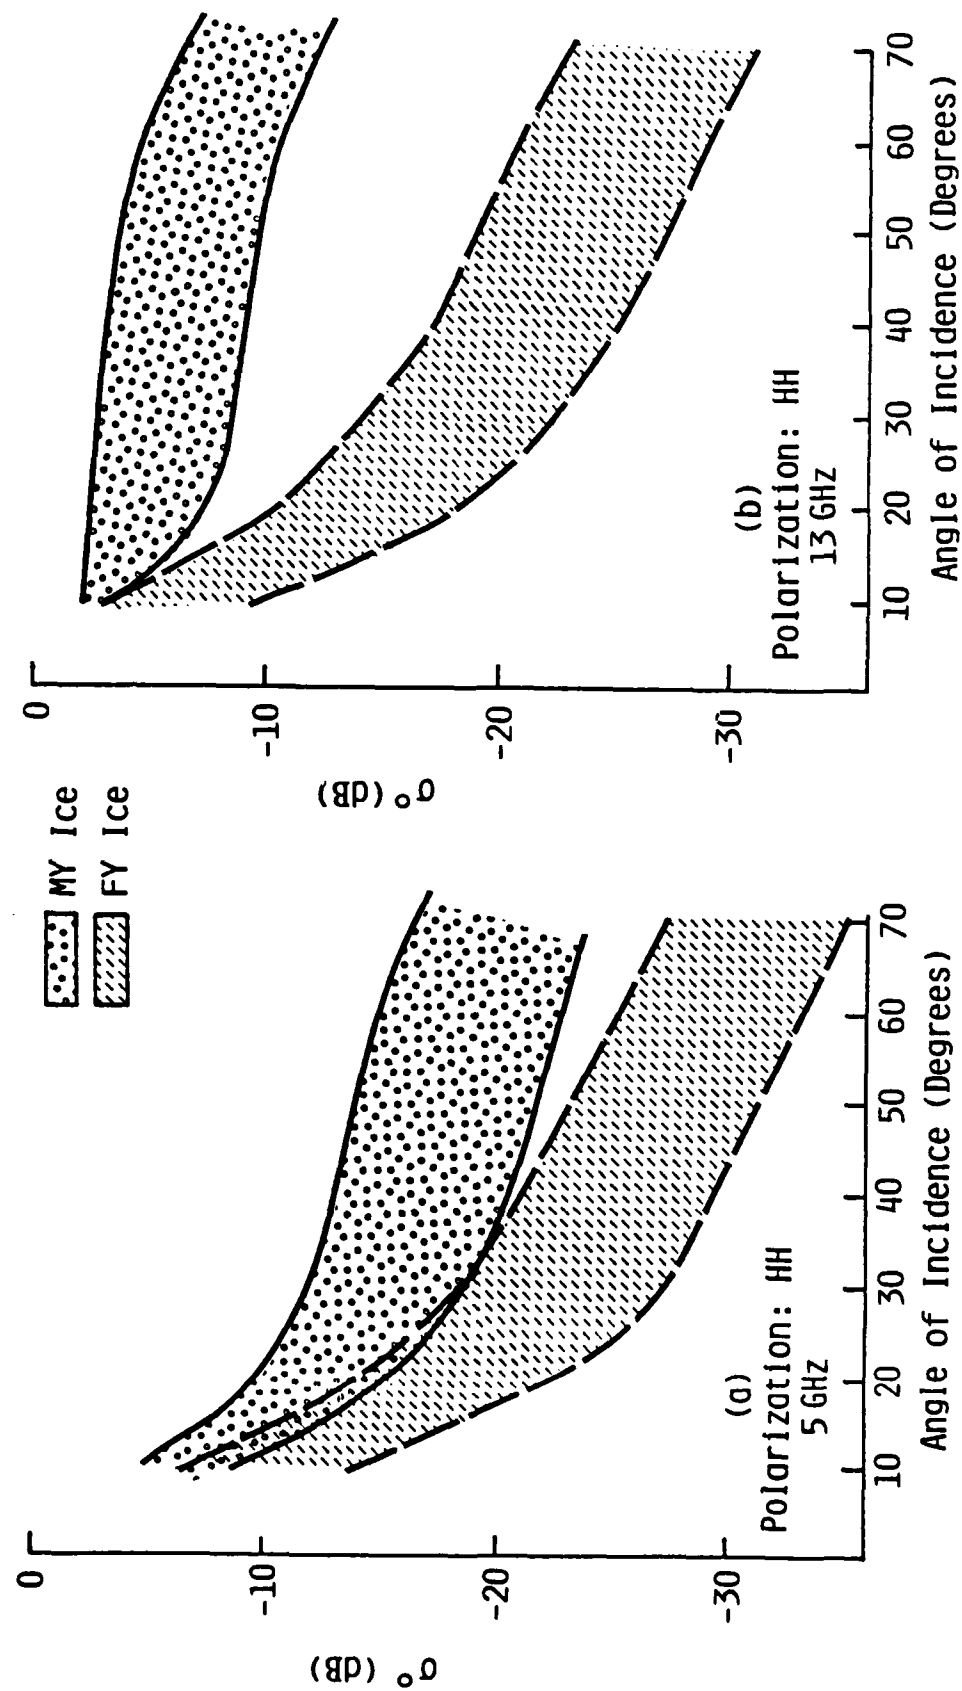 MY Ice
FY Ice
σ° (dB)
0
-10
-20
-30
(a)
Polarization: HH
5 GHz
10 20 30 40 50 60 70
Angle of Incidence (Degrees)
σ° (dB)
0
-10
-20
-30
(b)
Polarization: HH
13 GHz
10 20 30 40 50 60 70
Angle of Incidence (Degrees)